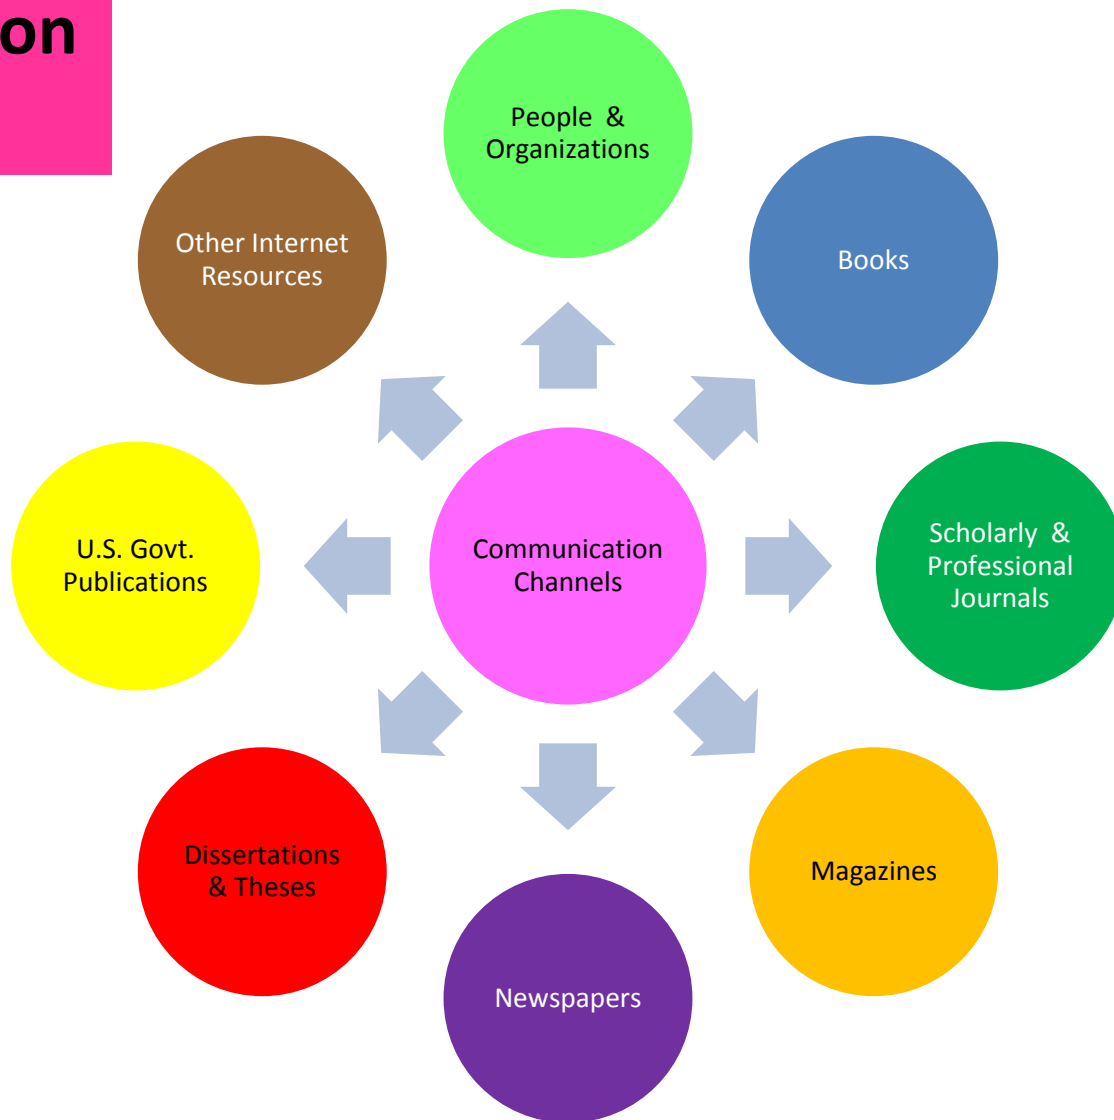 on
People &
Organizations
Books
Scholarly &
Professional
Journals
Magazines
Newspapers
Dissertations
& Theses
U.S. Govt.
Publications
Other Internet
Resources
Communication
Channels